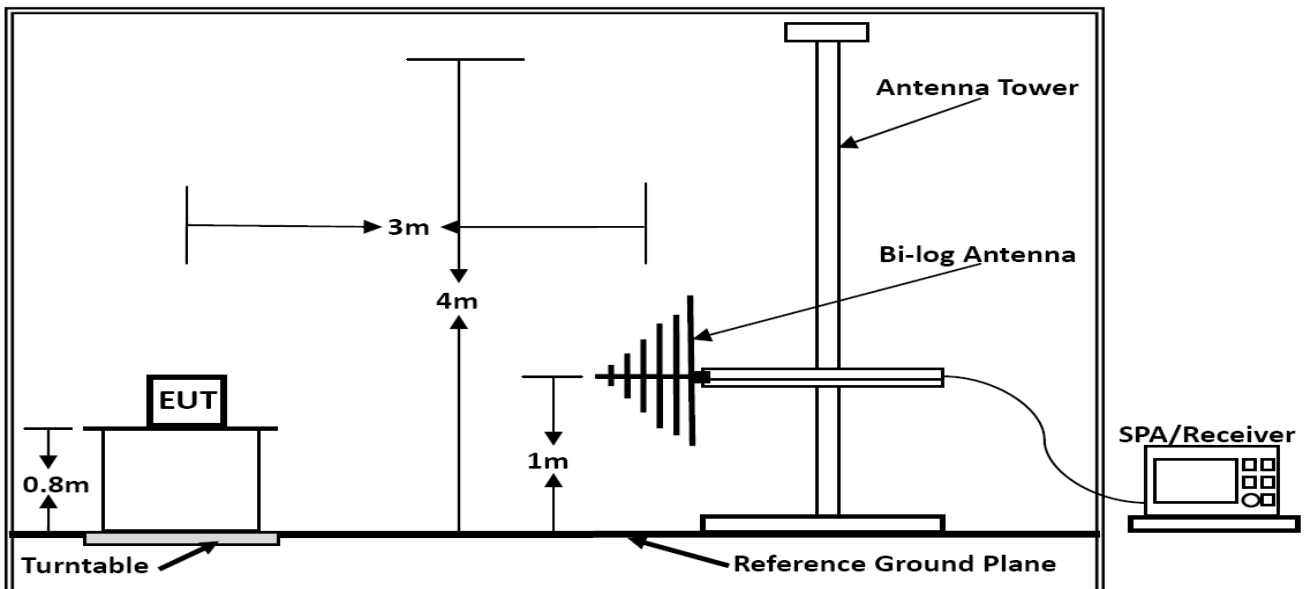 Antenna Tower
3m
Bi-log Antenna
4m
EUT
SPA/Receiver
1m
0.8m
Turntable
Reference Ground Plane